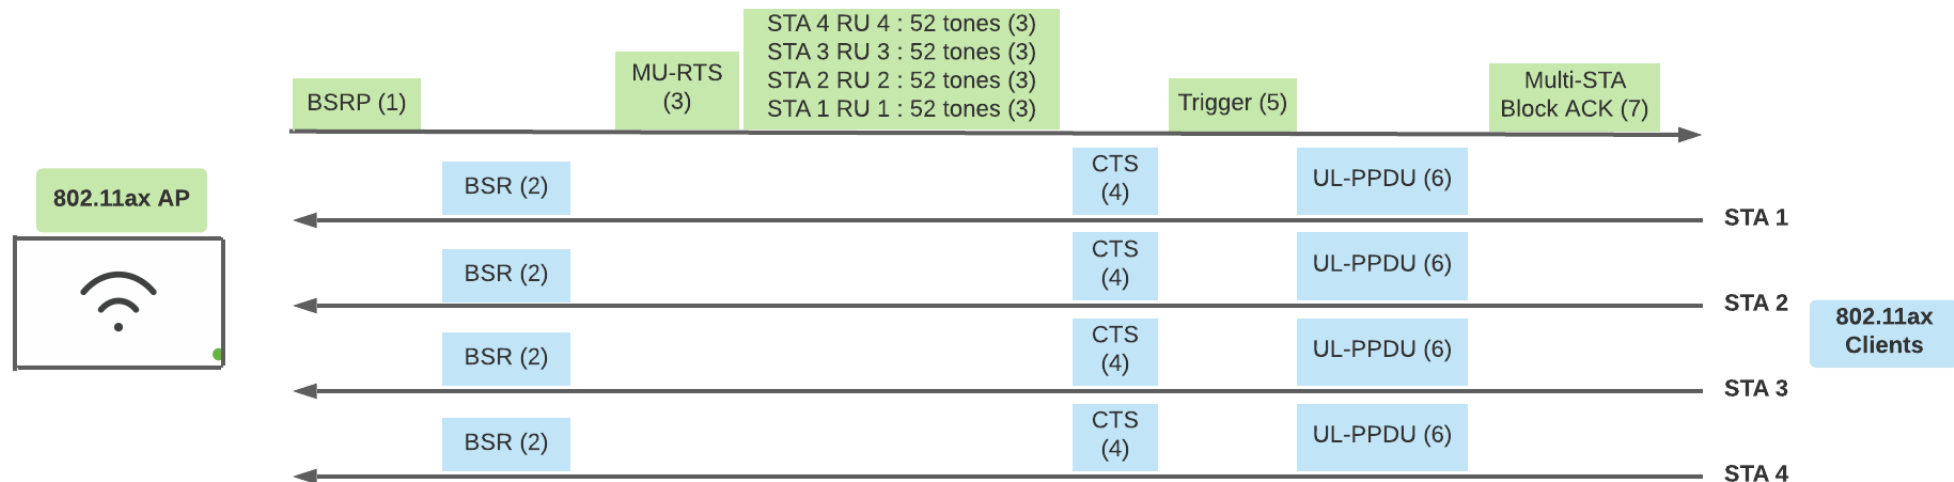 BSRP (1)
MU-RTS
(3)
STA 4 RU 4 : 52 tones (3)
STA 3 RU 3 : 52 tones (3)
STA 2 RU 2 : 52 tones (3)
STA 1 RU 1 : 52 tones (3)
Trigger (5)
Multi-STA
Block ACK (7)
802.11ax AP
BSR (2)
CTS
(4)
UL-PPDU (6)
STA 1
BSR (2)
CTS
(4)
UL-PPDU (6)
STA 2
802.11ax
Clients
BSR (2)
CTS
(4)
UL-PPDU (6)
STA 3
BSR (2)
CTS
(4)
UL-PPDU (6)
STA 4